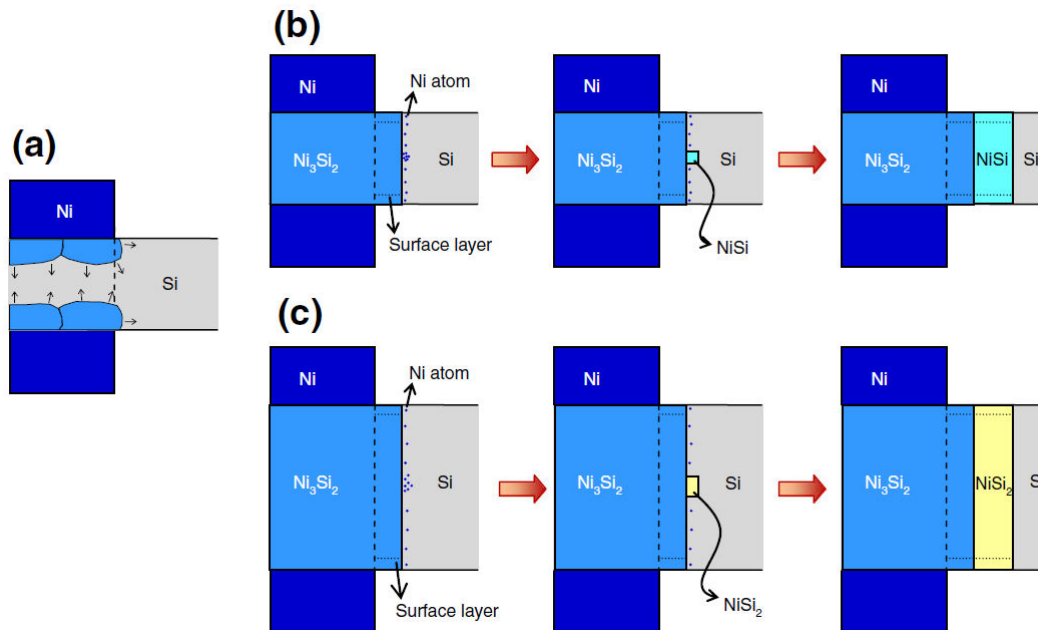 (a)
Ni
Si
(b)
Ni
Ni atom
Ni₃Si₂
Si
Surface layer
Ni
Ni₃Si₂
Si
NiSi
Ni
Ni₃Si₂
NiSi
Si
(c)
Ni
Ni atom
Ni₃Si₂
Si
Surface layer
Ni
Ni₃Si₂
Si
NiSi₂
Ni
Ni₃Si₂
NiSi₂
S